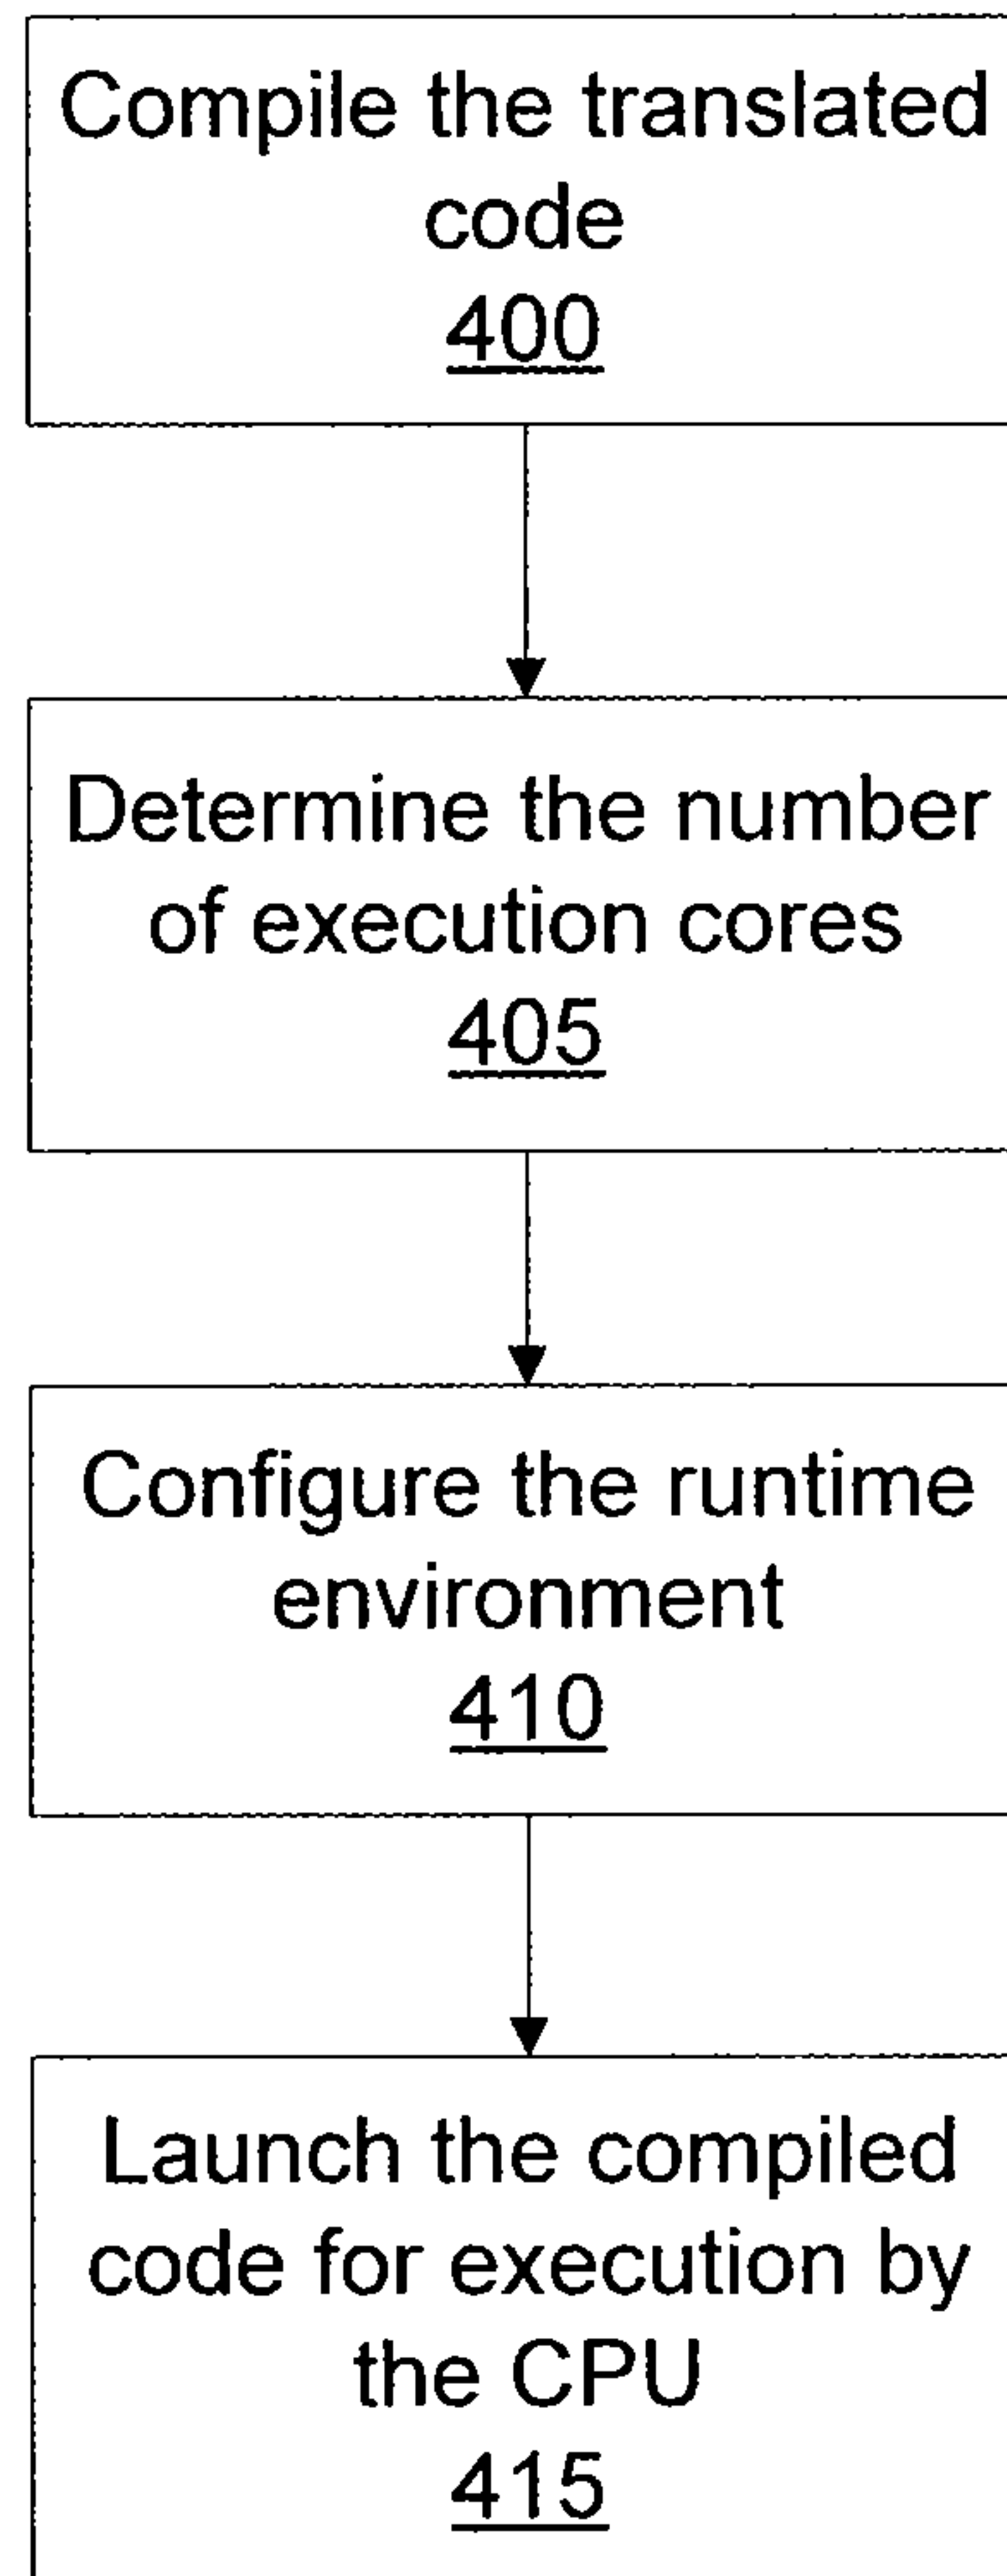 Compile the translated
code
400
Determine the number
of execution cores
405
Configure the runtime
environment
410
Launch the compiled
code for execution by
the CPU
415